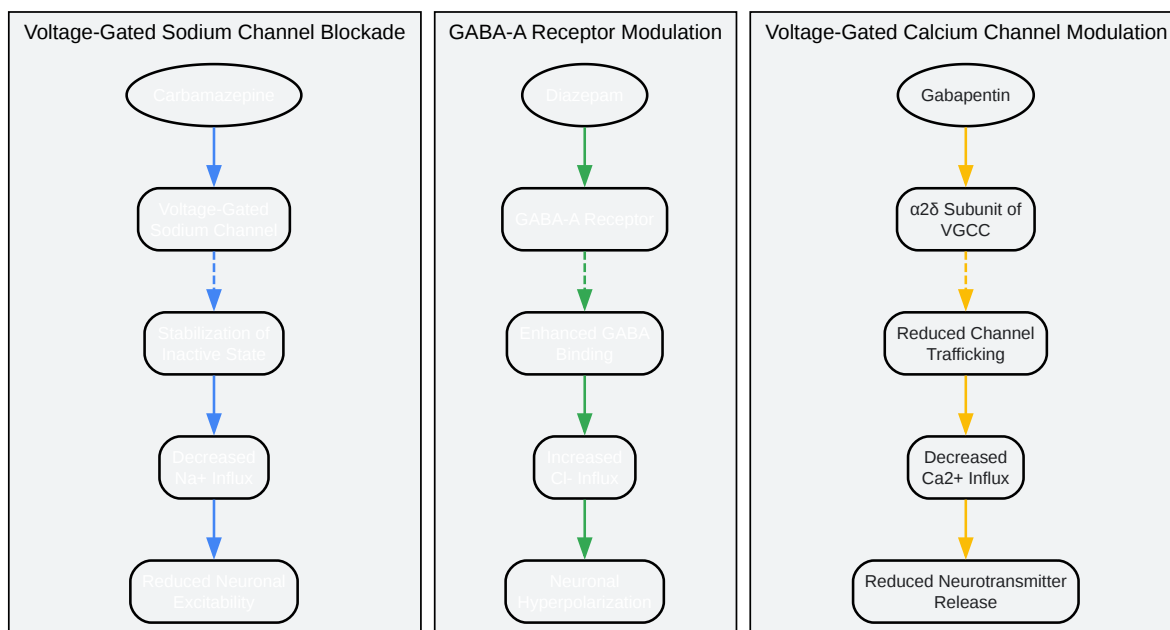 Voltage-Gated Sodium Channel Blockade
Carbamazepine
Voltage-Gated
Sodium Channel
Stabilization of
Inactive State
Decreased
Na+ Influx
Reduced Neuronal
Excitability
GABA-A Receptor Modulation
Diazepam
GABA-A Receptor
Enhanced GABA
Binding
Increased
Cl- Influx
Neuronal
Hyperpolarization
Voltage-Gated Calcium Channel Modulation
Gabapentin
α2δ Subunit of
VGCC
Reduced Channel
Trafficking
Decreased
Ca2+ Influx
Reduced Neurotransmitter
Release